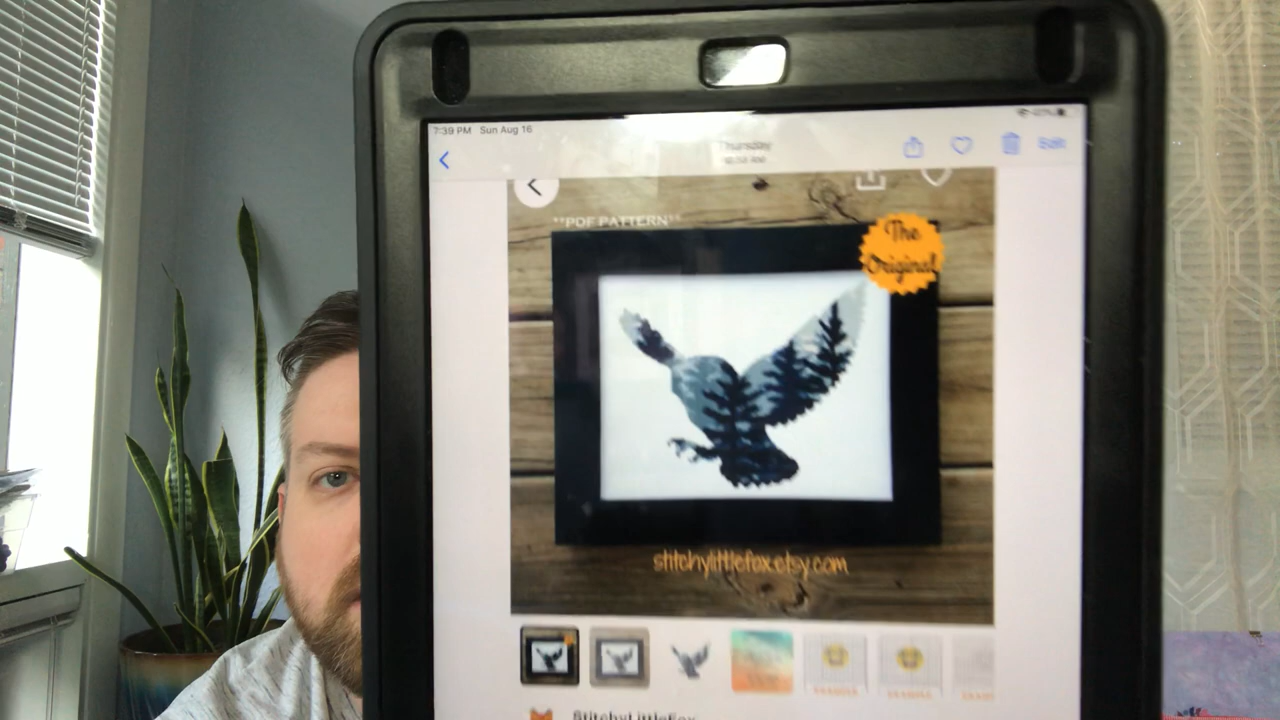 7:39 PM Sun Aug 16
Thursday
Edit
**PDF PATTERN**
The
Original
stitchylittlefox.etsy.com
StitchyLittleFox